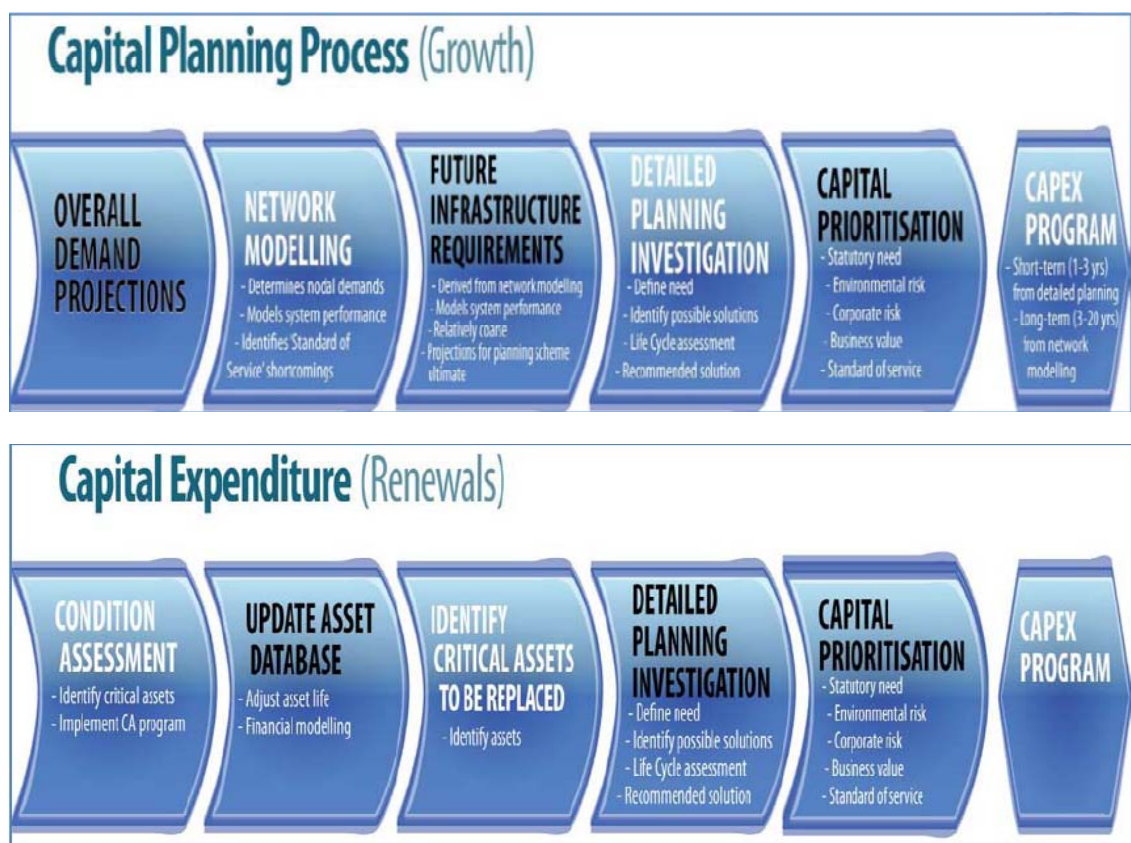 Capital Planning Process (Growth)
OVERALL
DEMAND
PROJECTIONS
NETWORK
MODELLING
- Determines nodal demands
- Models system performance
- Identifies Standard of
Service' shortcomings
FUTURE
INFRASTRUCTURE
REQUIREMENTS
- Derived from network modelling
- Models system performance
- Relatively coarse
- Projections for planning scheme
ultimate
DETAILED
PLANNING
INVESTIGATION
- Define need
- Identify possible solutions
- Life Cycle assessment
- Recommended solution
CAPITAL
PRIORITISATION
- Statutory need
- Environmental risk
- Corporate risk
- Business value
- Standard of service
CAPEX
PROGRAM
- Short-term (1-3 yrs)
from detailed planning
- Long-term (3-20 yrs)
from network
modelling
Capital Expenditure (Renewals)
CONDITION
ASSESSMENT
- Identify critical assets
- Implement CA program
UPDATE ASSET
DATABASE
- Adjust asset life
- Financial modelling
IDENTIFY
CRITICAL ASSETS
TO BE REPLACED
- Identify assets
DETAILED
PLANNING
INVESTIGATION
- Define need
- Identify possible solutions
- Life Cycle assessment
- Recommended solution
CAPITAL
PRIORITISATION
- Statutory need
- Environmental risk
- Corporate risk
- Business value
- Standard of service
CAPEX
PROGRAM